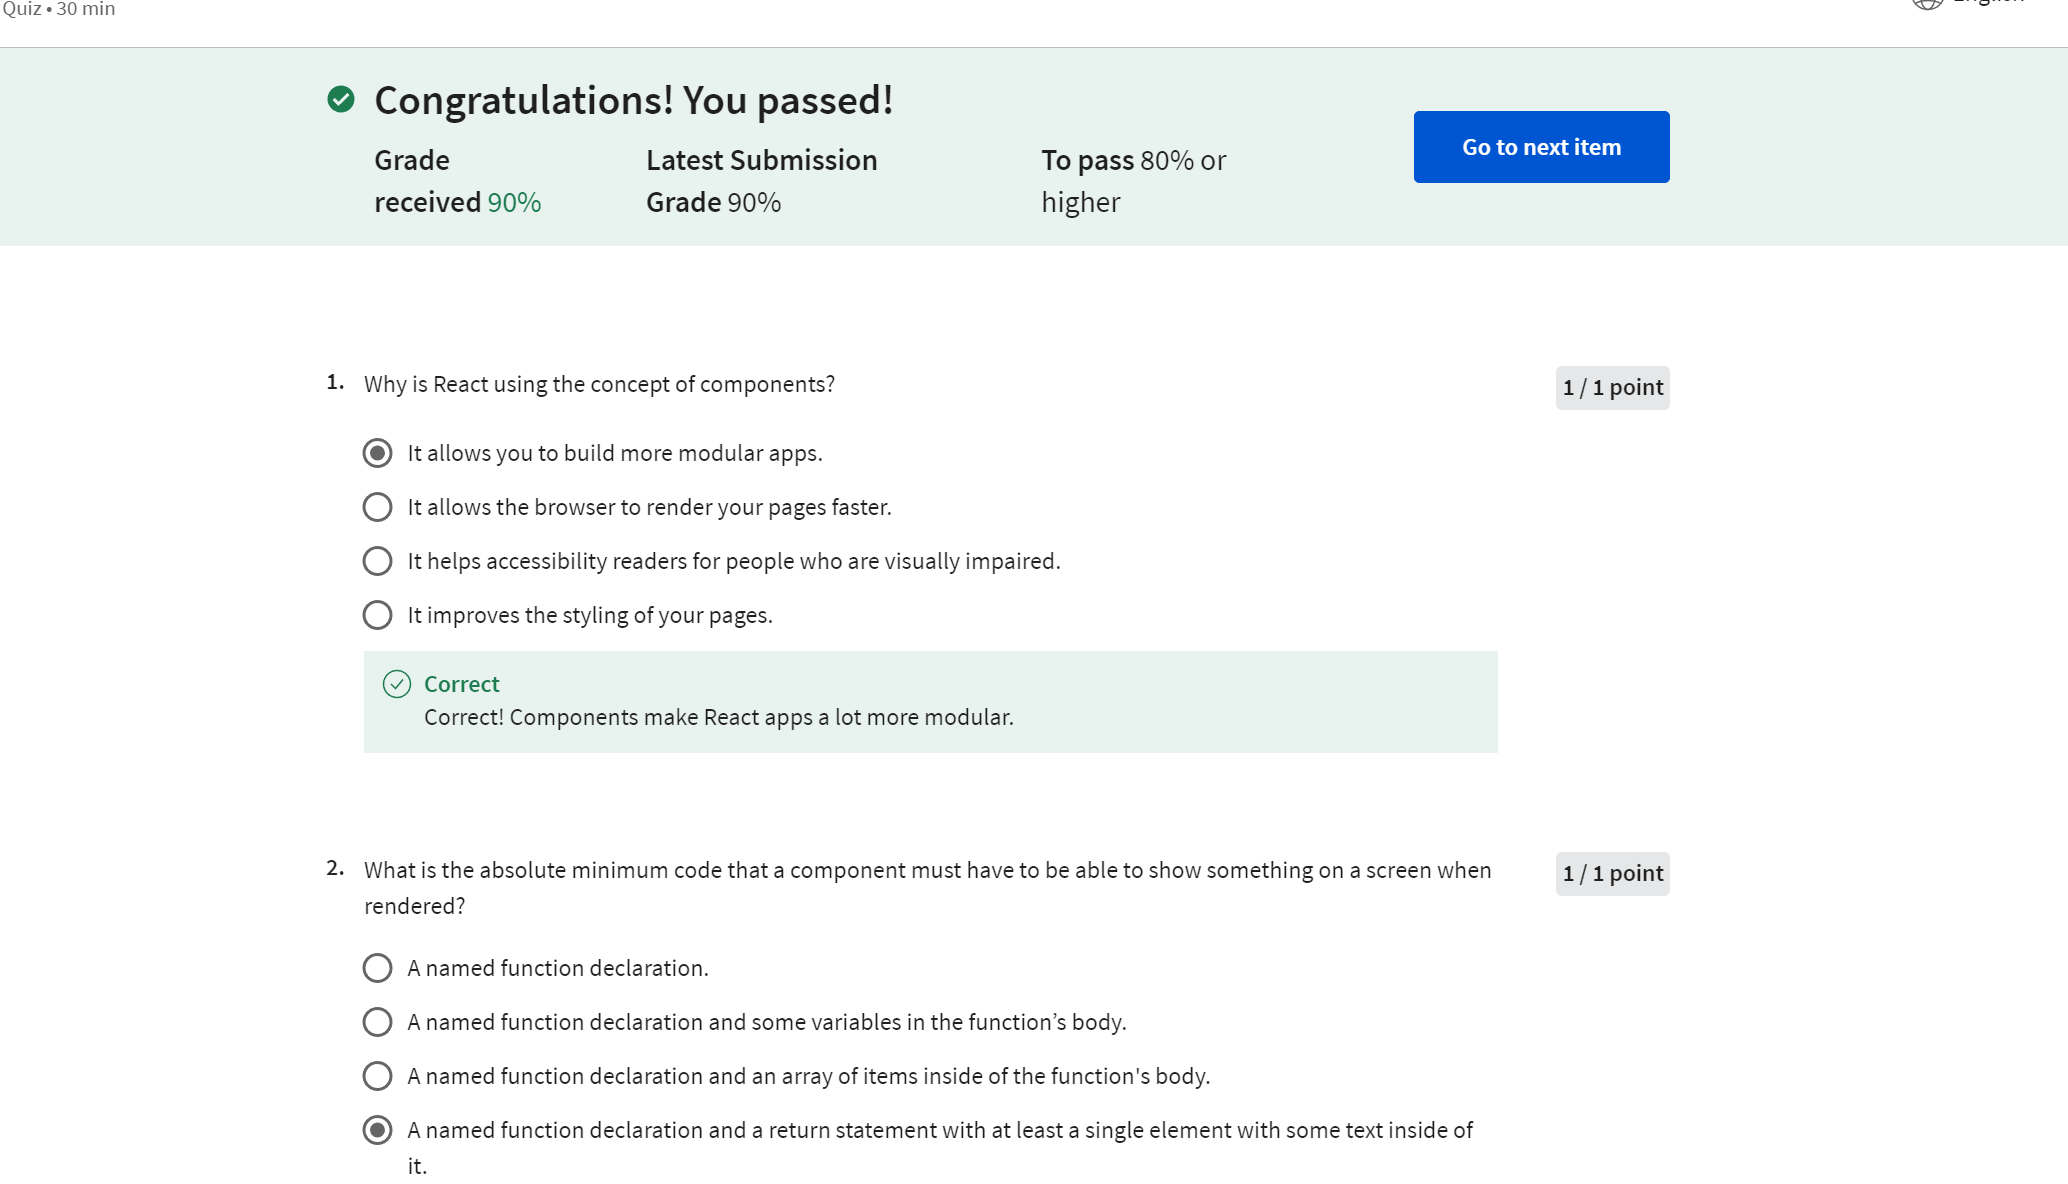 Quiz • 30 min
Congratulations! You passed!
Grade received 90%
Latest Submission Grade 90%
To pass 80% or higher
Go to next item
1. Why is React using the concept of components?
1 / 1 point
It allows you to build more modular apps.
It allows the browser to render your pages faster.
It helps accessibility readers for people who are visually impaired.
It improves the styling of your pages.
Correct
Correct! Components make React apps a lot more modular.
2. What is the absolute minimum code that a component must have to be able to show something on a screen when
rendered?
1 / 1 point
A named function declaration.
A named function declaration and some variables in the function’s body.
A named function declaration and an array of items inside of the function's body.
A named function declaration and a return statement with at least a single element with some text inside of
it.